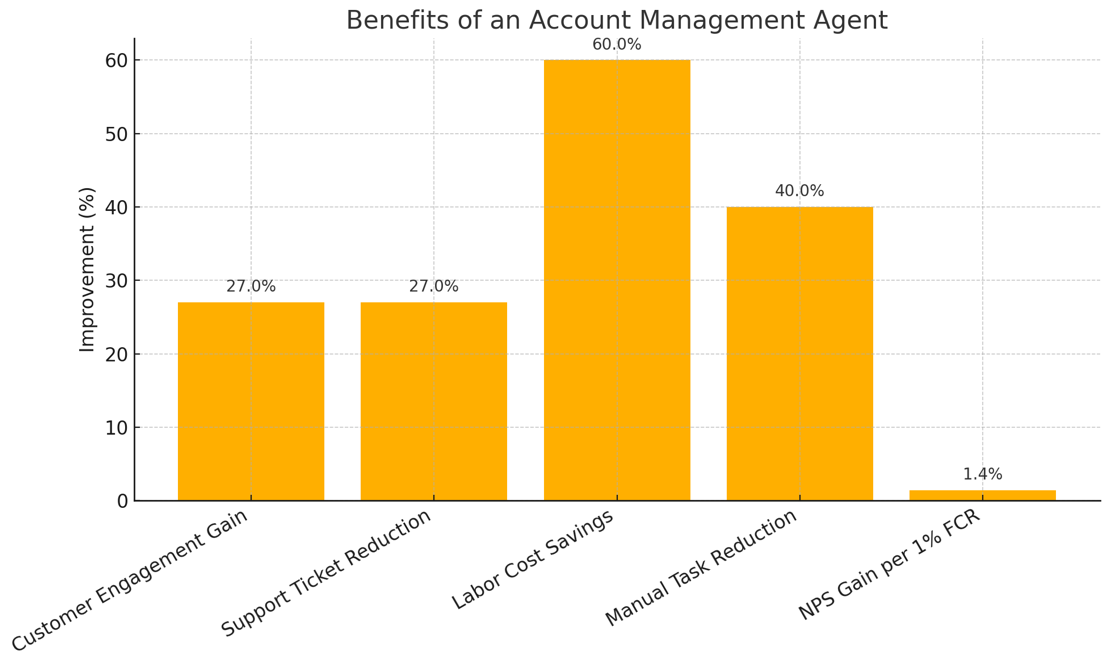 Benefits of an Account Management Agent
Improvement (%)
60
50
40
30
20
10
0
27.0%
27.0%
60.0%
40.0%
1.4%
Customer Engagement Gain
Support Ticket Reduction
Labor Cost Savings
Manual Task Reduction
NPS Gain per 1% FCR